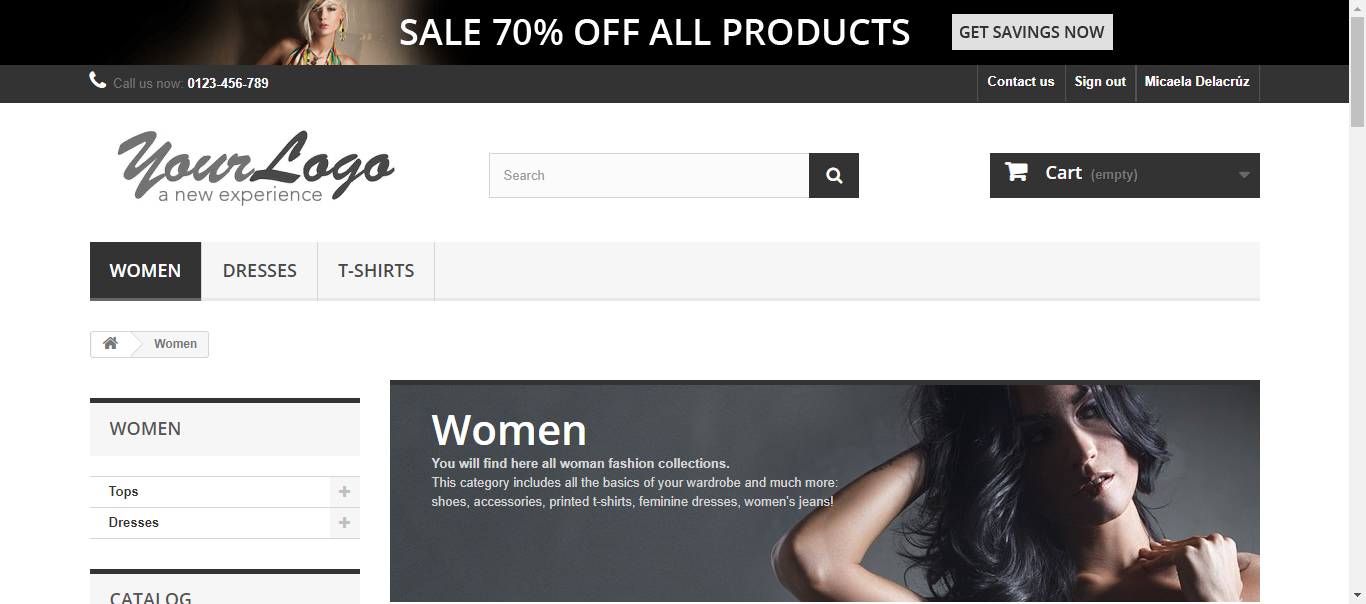 SALE 70% OFF ALL PRODUCTS
GET SAVINGS NOW
Call us now: 0123-456-789
Contact us
Sign out
Micaela Delacrúz
YourLogo
a new experience
Search
Cart (empty)
WOMEN
DRESSES
T-SHIRTS
Women
WOMEN
Tops
Dresses
CATALOG
Women
You will find here all woman fashion collections.
This category includes all the basics of your wardrobe and much more:
shoes, accessories, printed t-shirts, feminine dresses, women's jeans!